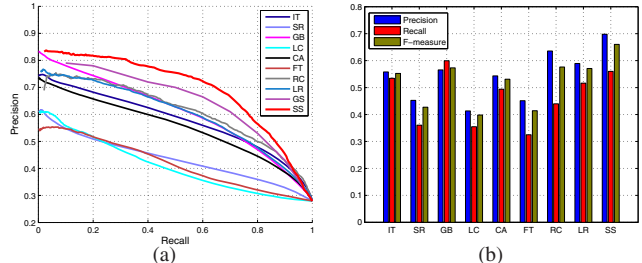 Precision
1
0.9
0.8
0.7
0.6
0.5
0.4
0.3
0.2
0 0.2 0.4 0.6 0.8 1
Recall
IT
SR
GB
LC
CA
FT
RC
LR
GS
SS
(a)
0.8
0.7
0.6
0.5
0.4
0.3
0.2
0.1
0
Precision
Recall
F-measure
IT SR GB LC CA FT RC LR SS
(b)